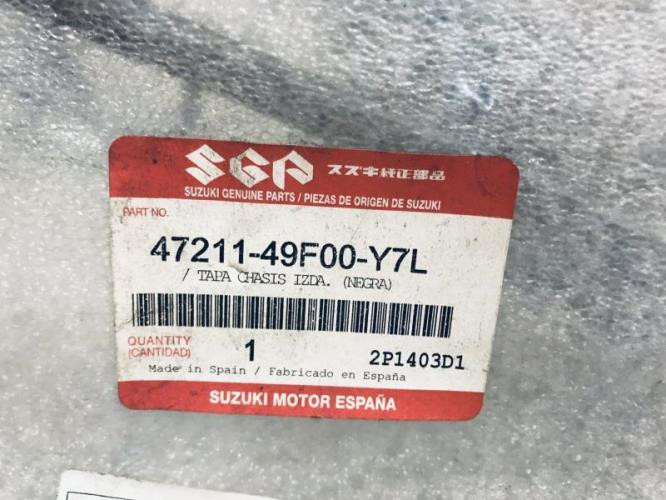 SGP スズキ純正部品
SUZUKI GENUINE PARTS / PIEZAS DE ORIGEN DE SUZUKI
PART NO.
47211-49F00-Y7L
/ TAPA CHASIS IZDA. (NEGRA)
QUANTITY
(CANTIDAD)
1
2P1403D1
Made in Spain / Fabricado en España
SUZUKI MOTOR ESPAÑA